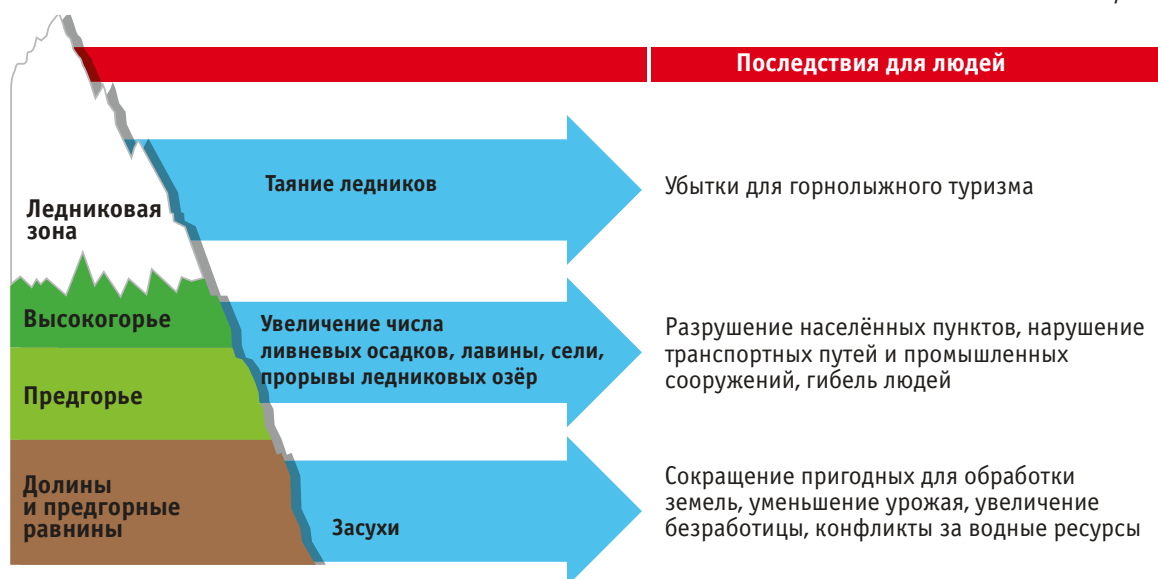 Последствия для людей
Таяние ледников
Убытки для горнолыжного туризма
Ледниковая
зона
Высокогорье
Увеличение числа
ливневых осадков, лавины, сели,
прорывы ледниковых озёр
Разрушение населённых пунктов, нарушение
транспортных путей и промышленных
сооружений, гибель людей
Предгорье
Долины
и предгорные
равнины
Засухи
Сокращение пригодных для обработки
земель, уменьшение урожая, увеличение
безработицы, конфликты за водные ресурсы